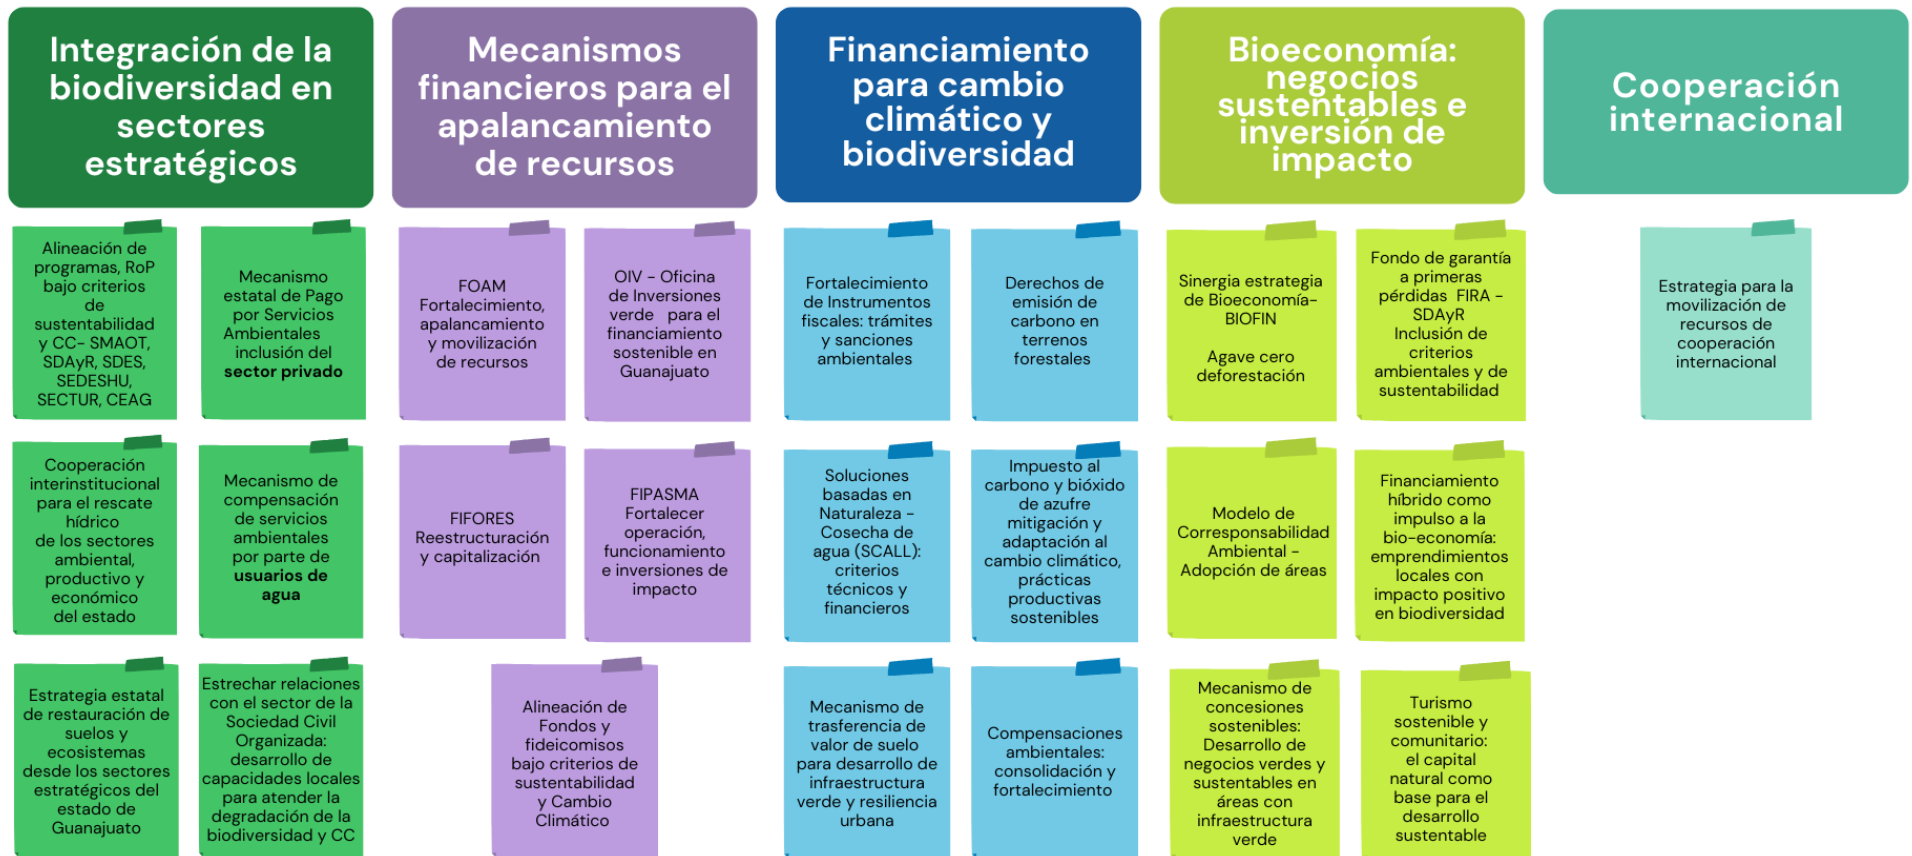 Integración de la
biodiversidad en
sectores
estratégicos
Alineación de
programas, RoP
bajo criterios
de
sustentabilidad
y CC- SMAOT,
SDAyR, SDES,
SEDESHU,
SECTUR, CEAG
Mecanismo
estatal de Pago
por Servicios
Ambientales
inclusión del
sector privado
Cooperación
interinstitucional
para el rescate
hídrico
de los sectores
ambiental,
productivo y
económico
del estado
Mecanismo de
compensación
de servicios
ambientales
por parte de
usuarios de
agua
Estrategia estatal
de restauración de
suelos y
ecosistemas
desde los sectores
estratégicos del
estado de
Guanajuato
Estrechar relaciones
con el sector de la
Sociedad Civil
Organizada:
desarrollo de
capacidades locales
para atender la
degradación de la
biodiversidad y CC
Mecanismos
financieros para el
apalancamiento
de recursos
FOAM
Fortalecimiento,
apalancamiento
y movilización
de recursos
OIV - Oficina
de Inversiones
verde para el
financiamiento
sostenible en
Guanajuato
FIFORES
Reestructuración
y capitalización
FIPASMA
Fortalecer
operación,
funcionamiento
e inversiones de
impacto
Alineación de
Fondos y
fideicomisos
bajo criterios de
sustentabilidad
y Cambio
Climático
Financiamiento
para cambio
climático y
biodiversidad
Fortalecimiento
de Instrumentos
fiscales: trámites
y sanciones
ambientales
Derechos de
emisión de
carbono en
terrenos
forestales
Soluciones
basadas en
Naturaleza -
Cosecha de
agua (SCALL):
criterios
técnicos y
financieros
Impuesto al
carbono y bióxido
de azufre
mitigación y
adaptación al
cambio climático,
prácticas
productivas
sostenibles
Mecanismo de
trasferencia de
valor de suelo
para desarrollo de
infraestructura
verde y resiliencia
urbana
Compensaciones
ambientales:
consolidación y
fortalecimiento
Bioeconomía:
negocios
sustentables e
inversión de
impacto
Sinergia estrategia
de Bioeconomía-
BIOFIN
Agave cero
deforestación
Fondo de garantía
a primeras
pérdidas FIRA -
SDAyR
Inclusión de
criterios
ambientales y de
sustentabilidad
Modelo de
Corresponsabilidad
Ambiental -
Adopción de áreas
Financiamiento
híbrido como
impulso a la
bio-economía:
emprendimientos
locales con
impacto positivo
en biodiversidad
Mecanismo de
concesiones
sostenibles:
Desarrollo de
negocios verdes y
sustentables en
áreas con
infraestructura
verde
Turismo
sostenible y
comunitario:
el capital
natural como
base para el
desarrollo
sustentable
Cooperación
internacional
Estrategia para la
movilización de
recursos de
cooperación
internacional